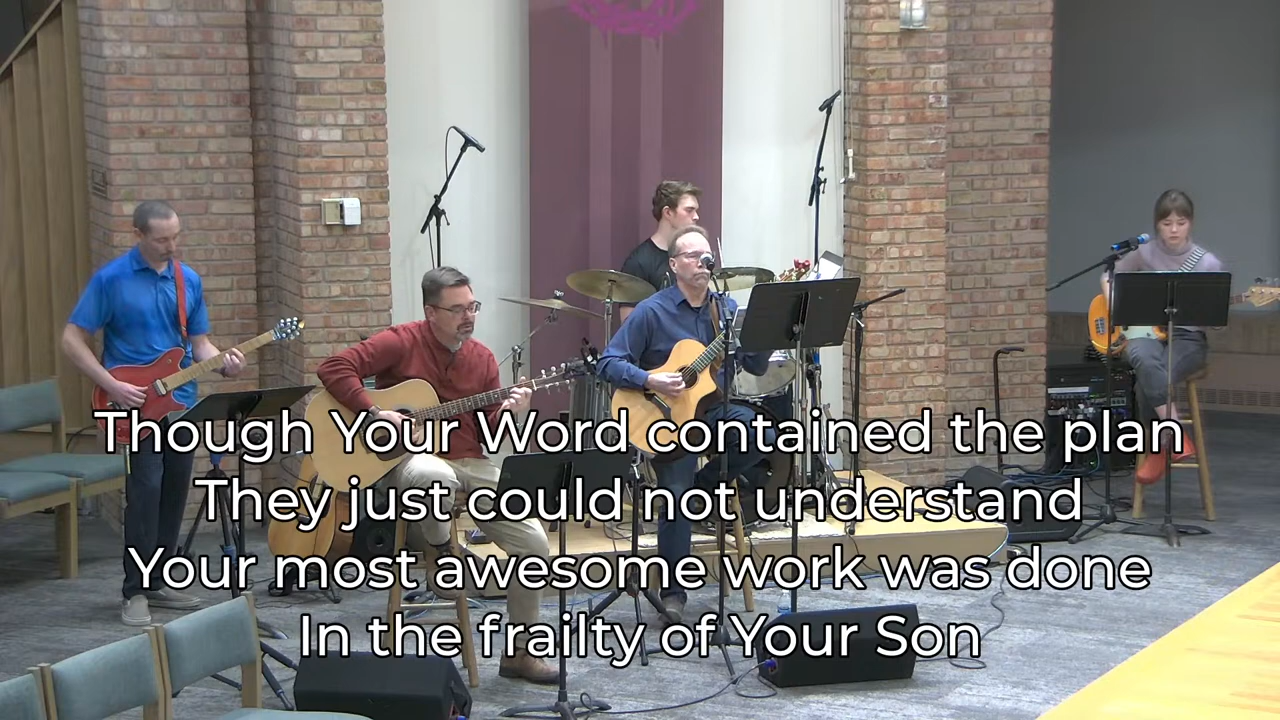 Though Your Word contained the plan
They just could not understand
Your most awesome work was done
In the frailty of Your Son